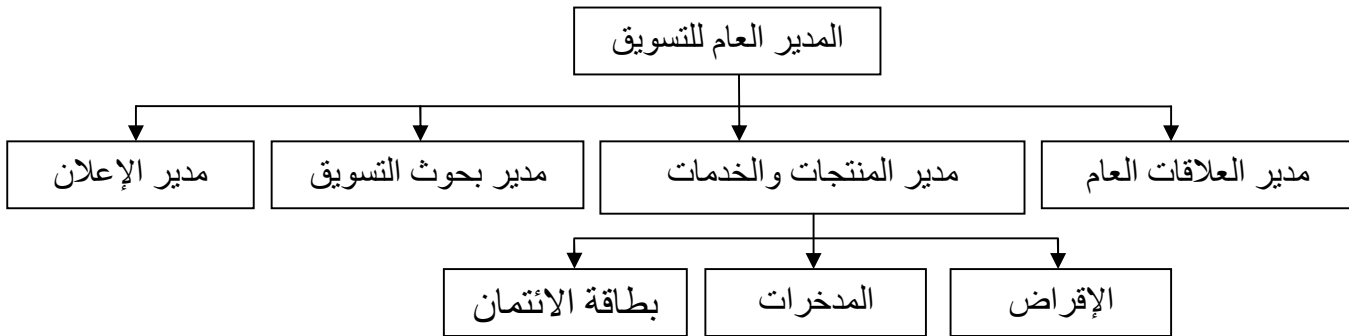 المدير العام للتسويق
مدير العلاقات العام
مدير المنتجات والخدمات
مدير بحوث التسويق
مدير الإعلان
الإقراض
المدخرات
بطاقة الائتمان